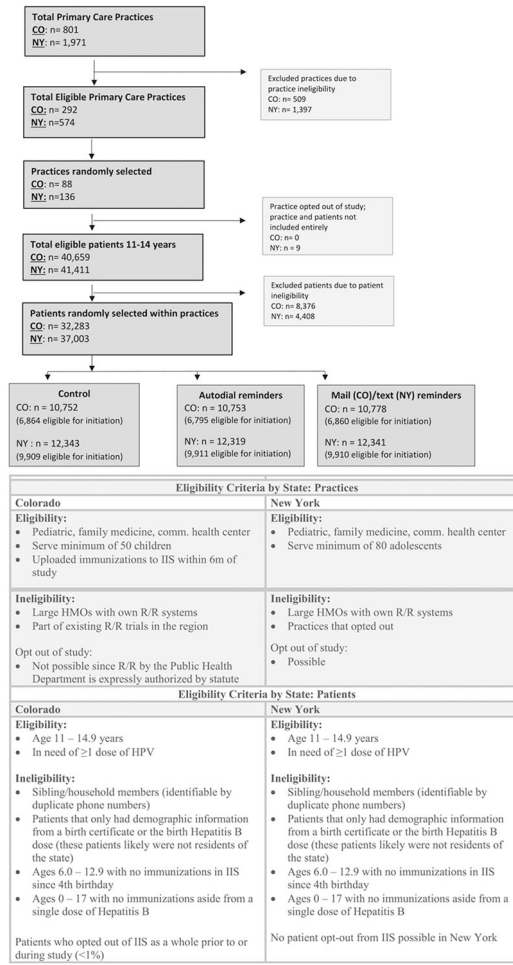 Total Primary Care Practices
CO: n= 801
NY: n= 1,971
Excluded practices due to
practice ineligibility
CO: n= 509
NY: n= 1,397
Total Eligible Primary Care Practices
CO: n= 292
NY: n=574
Practices randomly selected
CO: n= 88
NY: n=136
Practice opted out of study;
practice and patients not
included entirely
CO: n= 0
NY: n = 9
Total eligible patients 11-14 years
CO: n= 40,659
NY: n= 41,411
Excluded patients due to patient
ineligibility
CO: n= 8,376
NY: n= 4,408
Patients randomly selected within practices
CO: n= 32,283
NY: n= 37,003
Control
CO: n = 10,752
(6,864 eligible for initiation)
NY : n = 12,343
(9,909 eligible for initiation)
Autodial reminders
CO: n = 10,753
(6,795 eligible for initiation)
NY: n = 12,319
(9,911 eligible for initiation)
Mail (CO)/text (NY) reminders
CO: n = 10,778
(6,860 eligible for initiation)
NY: n = 12,341
(9,910 eligible for initiation)
Eligibility Criteria by State: Practices
Colorado
Eligibility:
• Pediatric, family medicine, comm. health center
• Serve minimum of 50 children
• Uploaded immunizations to IIS within 6m of
study
New York
Eligibility:
• Pediatric, family medicine, comm. health center
• Serve minimum of 80 adolescents
Ineligibility:
• Large HMOs with own R/R systems
• Part of existing R/R trials in the region
Opt out of study:
• Not possible since R/R by the Public Health
Department is expressly authorized by statute
Ineligibility:
• Large HMOs with own R/R systems
• Practices that opted out
Opt out of study:
• Possible
Eligibility Criteria by State: Patients
Colorado
Eligibility:
• Age 11 – 14.9 years
• In need of ≥1 dose of HPV
Ineligibility:
• Sibling/household members (identifiable by
duplicate phone numbers)
• Patients that only had demographic information
from a birth certificate or the birth Hepatitis B
dose (these patients likely were not residents of
the state)
• Ages 6.0 – 12.9 with no immunizations in IIS
since 4th birthday
• Ages 0 – 17 with no immunizations aside from a
single dose of Hepatitis B
Patients who opted out of IIS as a whole prior to or
during study (<1%)
New York
Eligibility:
• Age 11 – 14.9 years
• In need of ≥1 dose of HPV
Ineligibility:
• Sibling/household members (identifiable by
duplicate phone numbers)
• Patients that only had demographic information
from a birth certificate or the birth Hepatitis B
dose (these patients likely were not residents of
the state)
• Ages 6.0 – 12.9 with no immunizations in IIS
since 4th birthday
• Ages 0 – 17 with no immunizations aside from a
single dose of Hepatitis B
No patient opt-out from IIS possible in New York